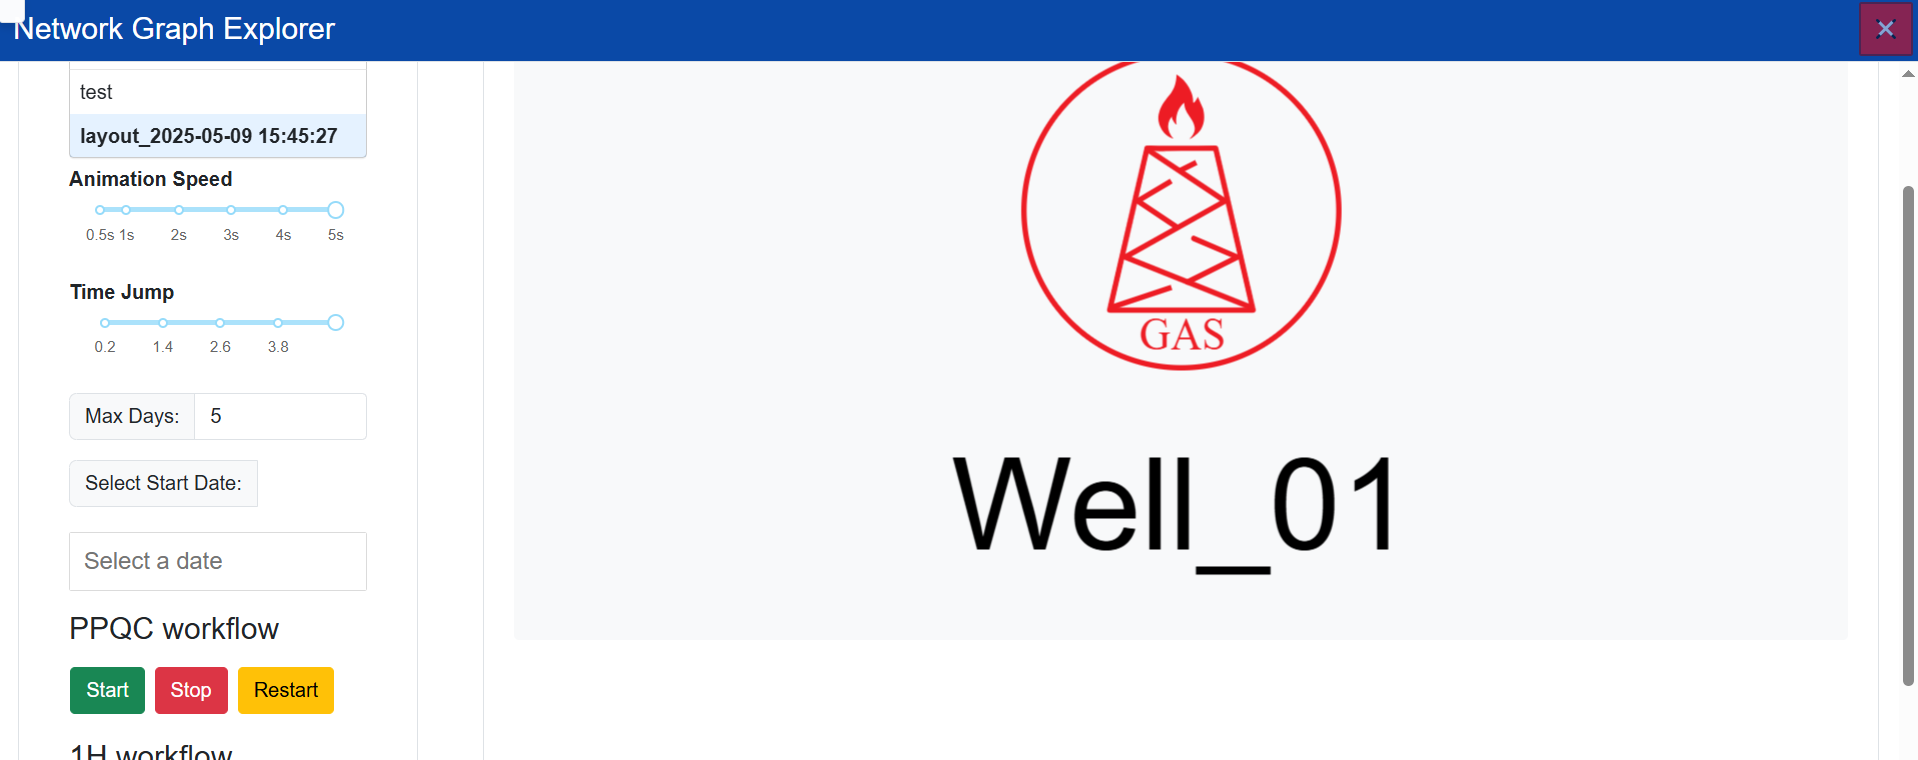 Network Graph Explorer
test
layout_2025-05-09 15:45:27
Animation Speed
0.5s 1s 2s 3s 4s 5s
Time Jump
0.2 1.4 2.6 3.8
Max Days: 5
Select Start Date:
Select a date
PPQC workflow
Start Stop Restart
1H workflow
GAS
Well_01